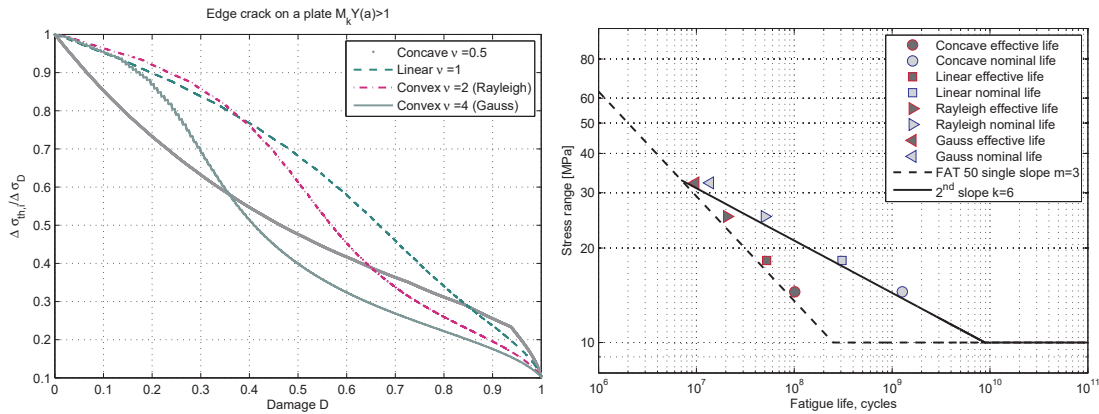 Edge crack on a plate M_kY(a)>1
Concave ν =0.5
Linear ν =1
Convex ν =2 (Rayleigh)
Convex ν =4 (Gauss)
Δ σ_th,i/Δ σ_D
1
0.9
0.8
0.7
0.6
0.5
0.4
0.3
0.2
0.1
0 0.1 0.2 0.3 0.4 0.5 0.6 0.7 0.8 0.9 1
Damage D
Concave effective life
Concave nominal life
Linear effective life
Linear nominal life
Rayleigh effective life
Rayleigh nominal life
Gauss effective life
Gauss nominal life
FAT 50 single slope m=3
2^nd slope k=6
Stress range [MPa]
80
60
50
40
30
20
10
10^6 10^7 10^8 10^9 10^10 10^11
Fatigue life, cycles